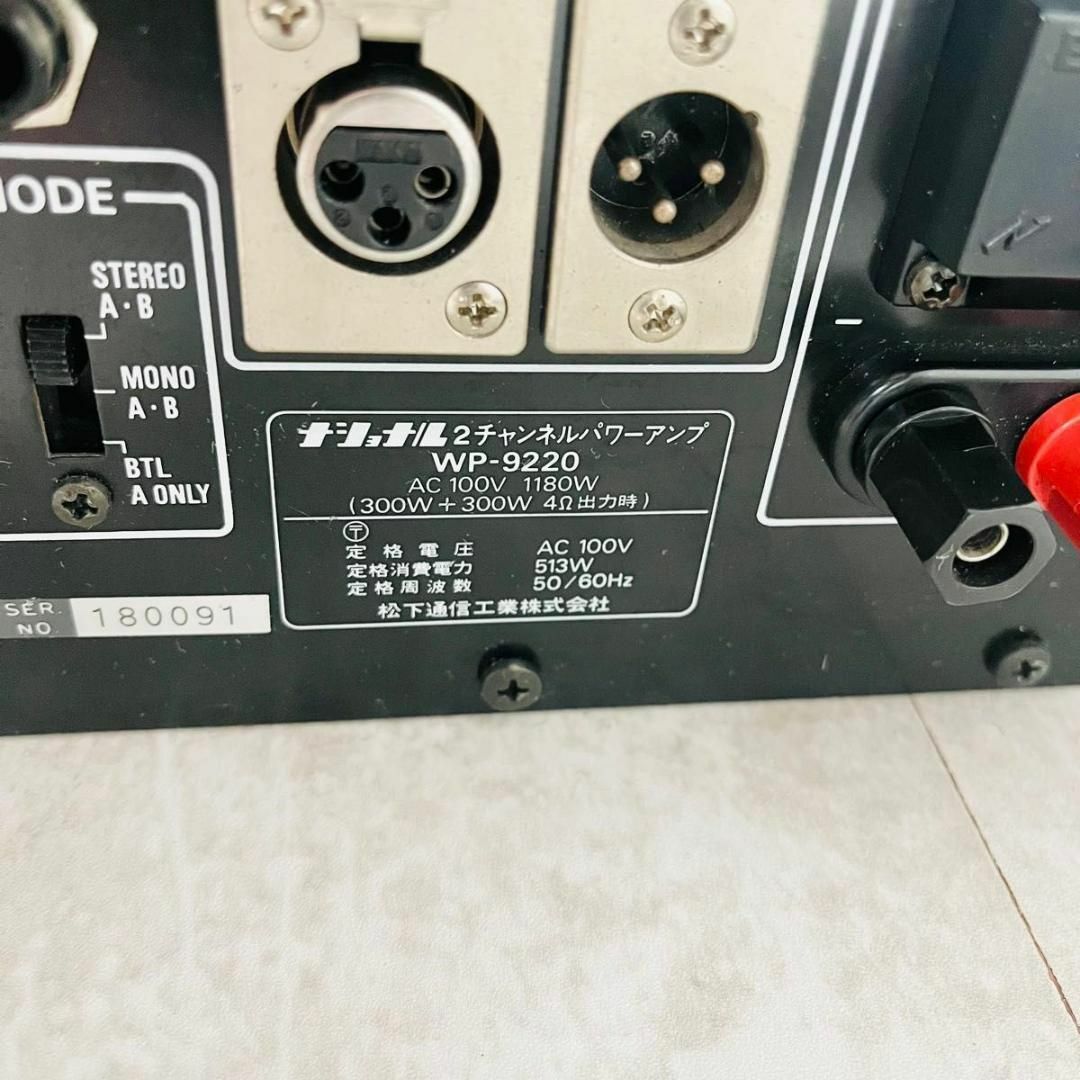 MODE
STEREO
A・B
MONO
A・B
BTL
A ONLY
ナショナル 2チャンネルパワーアンプ
WP-9220
AC 100V 1180W
(300W+300W 4Ω出力時)
〒
定格電圧 AC 100V
定格消費電力 513W
定格周波数 50/60Hz
松下通信工業株式会社
SER.
NO. 180091